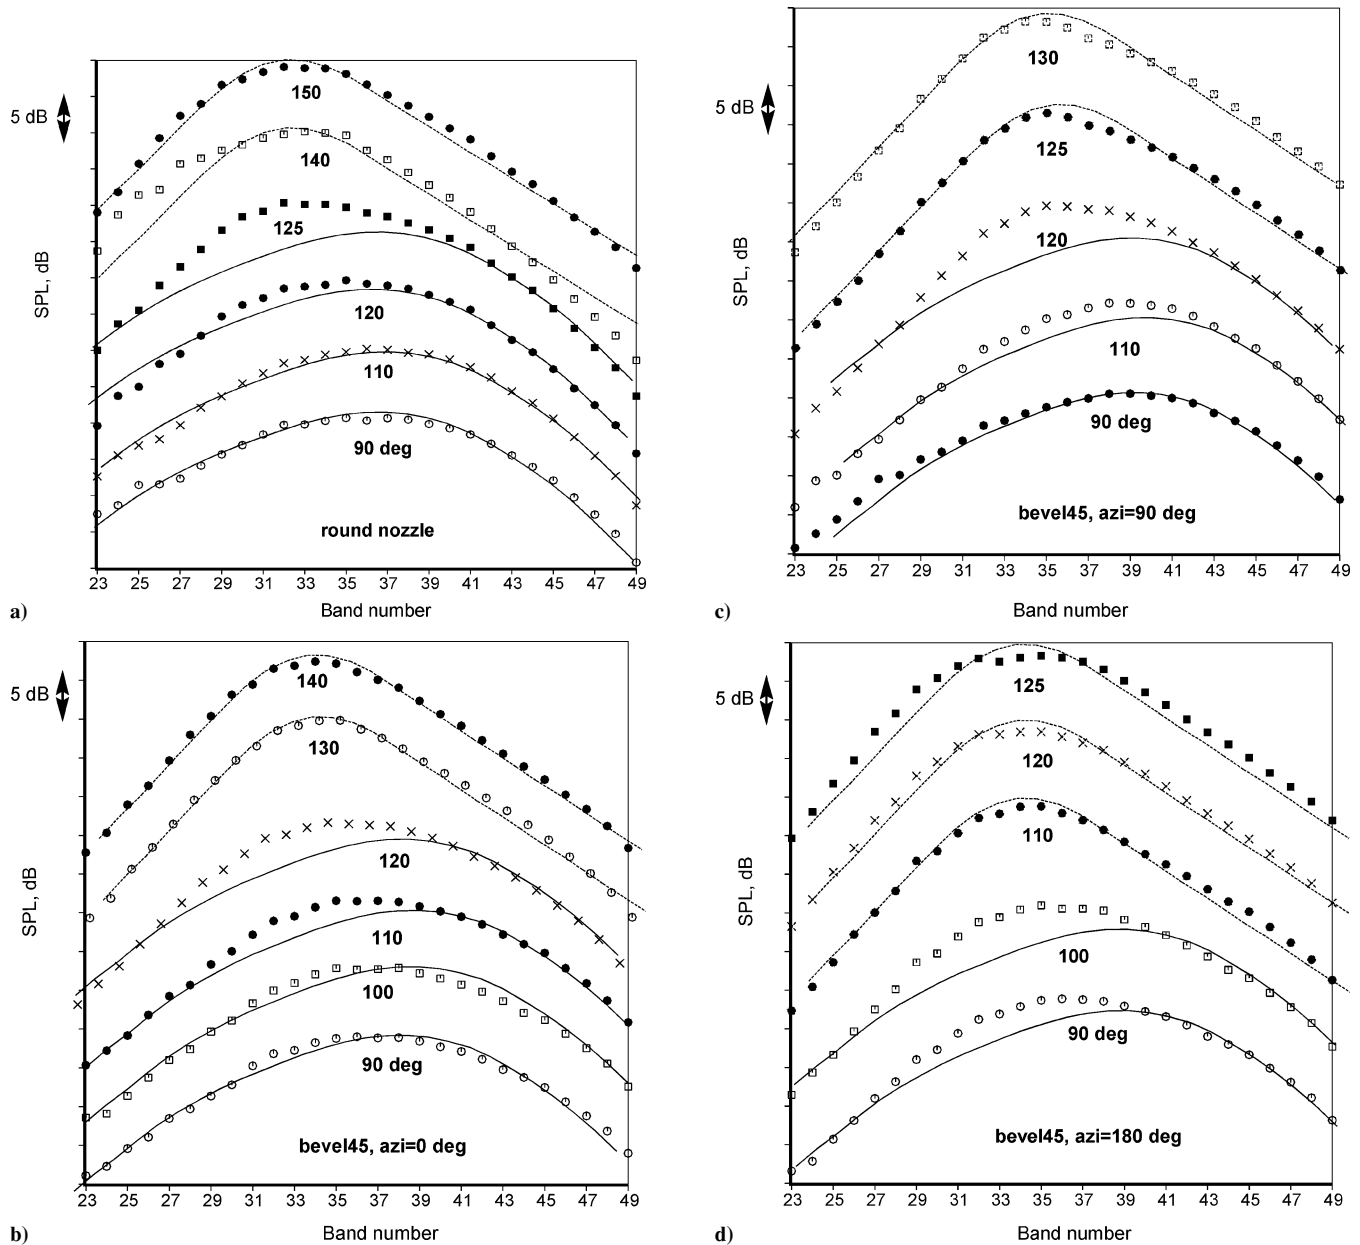 5 dB
SPL, dB
150
140
125
120
110
90 deg
round nozzle
23 25 27 29 31 33 35 37 39 41 43 45 47 49
a)
Band number
5 dB
SPL, dB
130
125
120
110
90 deg
bevel45, azi=90 deg
23 25 27 29 31 33 35 37 39 41 43 45 47 49
c)
Band number
5 dB
SPL, dB
140
130
120
110
100
90 deg
bevel45, azi=0 deg
23 25 27 29 31 33 35 37 39 41 43 45 47 49
b)
Band number
5 dB
SPL, dB
125
120
110
100
90 deg
bevel45, azi=180 deg
23 25 27 29 31 33 35 37 39 41 43 45 47 49
d)
Band number